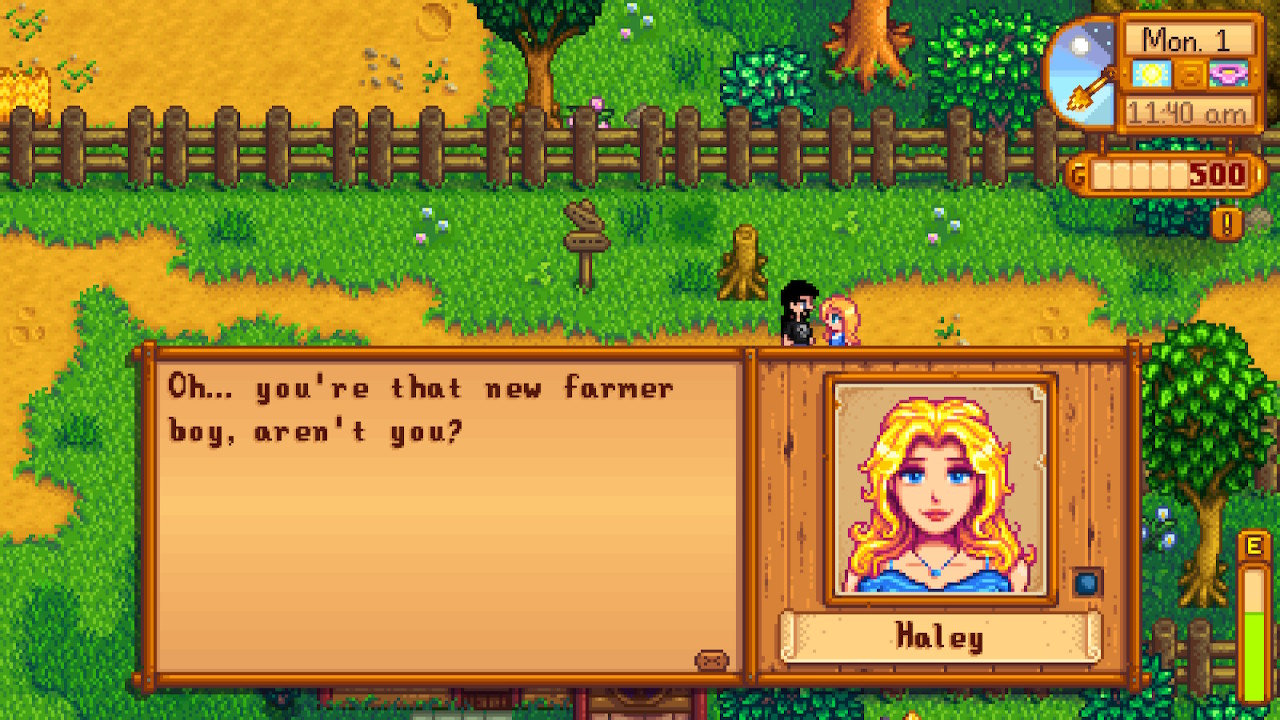 Mon. 1
11:40 am
G 500
!
Oh... you're that new farmer
boy, aren't you?
Haley
E